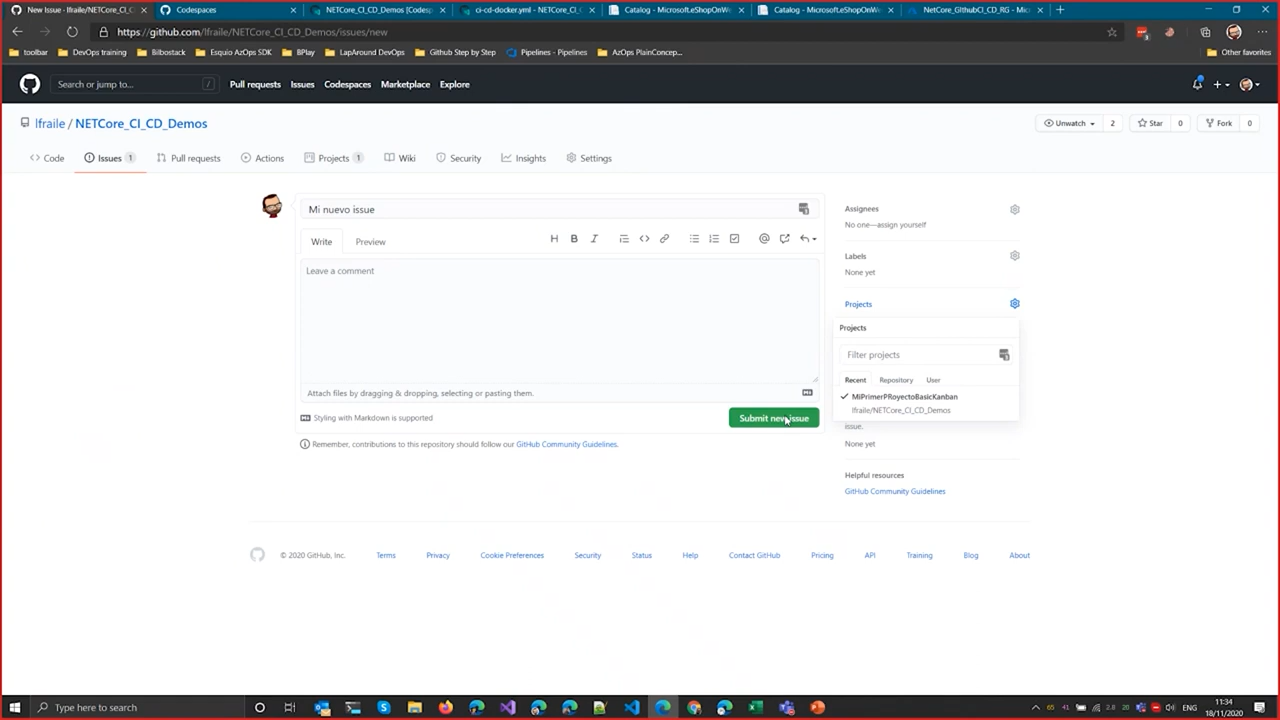 New Issue - lfraile/NETCore_CI_C
Codespaces
NETCore_CI_CD_Demos [Codesp
ci-cd-docker.yml - NETCore_CI_C
Catalog - Microsoft.eShopOnWe
Catalog - Microsoft.eShopOnWe
NetCore_GIthubCI_CD_RG - Mic
https://github.com/lfraile/NETCore_CI_CD_Demos/issues/new
toolbar
DevOps training
Bilbostack
Esquio AzOps SDK
BPlay
LapAround DevOps
Github Step by Step
Pipelines - Pipelines
AzOps PlainConcep...
Other favorites
Search or jump to...
/
Pull requests
Issues
Codespaces
Marketplace
Explore
lfraile / NETCore_CI_CD_Demos
Unwatch
2
Star
0
Fork
0
Code
Issues 1
Pull requests
Actions
Projects 1
Wiki
Security
Insights
Settings
Mi nuevo issue
Write
Preview
Leave a comment
Attach files by dragging & dropping, selecting or pasting them.
Styling with Markdown is supported
Submit new issue
Remember, contributions to this repository should follow our GitHub Community Guidelines.
Assignees
No one—assign yourself
Labels
None yet
Projects
Projects
Filter projects
Recent
Repository
User
MiPrimerPRoyectoBasicKanban
lfraile/NETCore_CI_CD_Demos
issue.
None yet
Helpful resources
GitHub Community Guidelines
© 2020 GitHub, Inc.
Terms
Privacy
Cookie Preferences
Security
Status
Help
Contact GitHub
Pricing
API
Training
Blog
About
Type here to search
ENG
11:34
18/11/2020